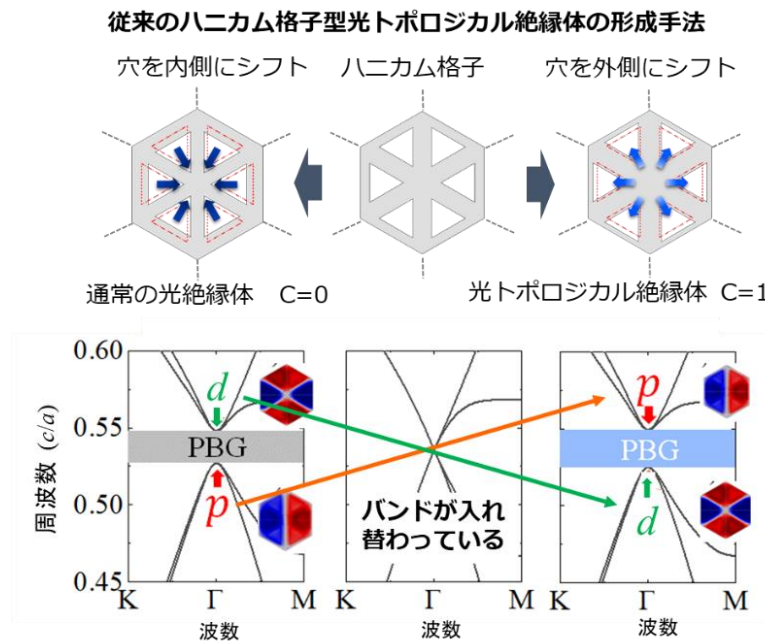 従来のハニカム格子型光トポロジカル絶縁体の形成手法
穴を内側にシフト
ハニカム格子
穴を外側にシフト
通常の光絶縁体 C=0
光トポロジカル絶縁体 C=1
周波数 (c/a)
0.60
0.55
0.50
0.45
d
PBG
p
K
Γ
M
波数
バンドが入れ
替わっている
K
Γ
M
波数
p
PBG
d
K
Γ
M
波数